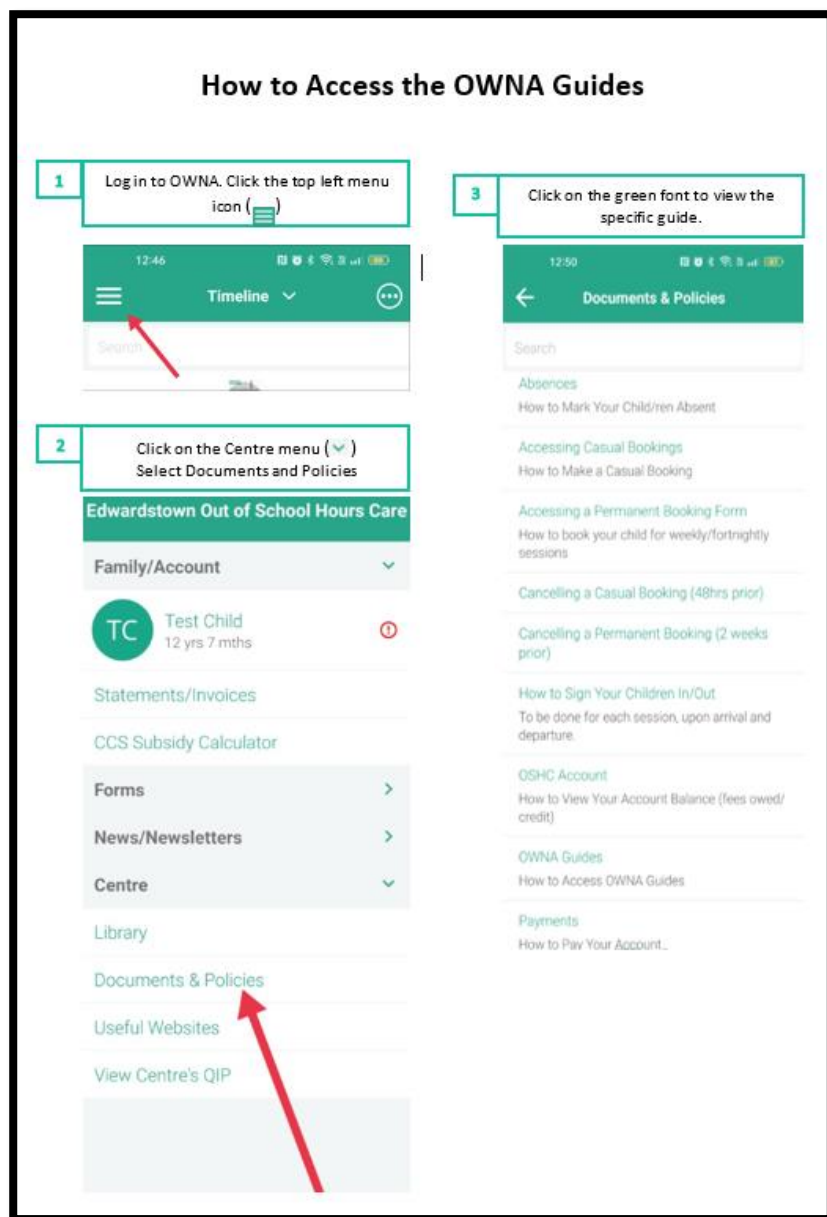 How to Access the OWNA Guides
1
Log in to OWNA. Click the top left menu
icon ( )
12:46
Timeline
Search
2
Click on the Centre menu ( )
Select Documents and Policies
Edwardstown Out of School Hours Care
Family/Account
TC
Test Child
12 yrs 7 mths
Statements/Invoices
CCS Subsidy Calculator
Forms
News/Newsletters
Centre
Library
Documents & Policies
Useful Websites
View Centre's QIP
3
Click on the green font to view the
specific guide.
12:50
Documents & Policies
Search
Absences
How to Mark Your Child/ren Absent
Accessing Casual Bookings
How to Make a Casual Booking
Accessing a Permanent Booking Form
How to book your child for weekly/fortnightly
sessions
Cancelling a Casual Booking (48hrs prior)
Cancelling a Permanent Booking (2 weeks
prior)
How to Sign Your Children In/Out
To be done for each session, upon arrival and
departure.
OSHC Account
How to View Your Account Balance (fees owed/
credit)
OWNA Guides
How to Access OWNA Guides
Payments
How to Pay Your Account..